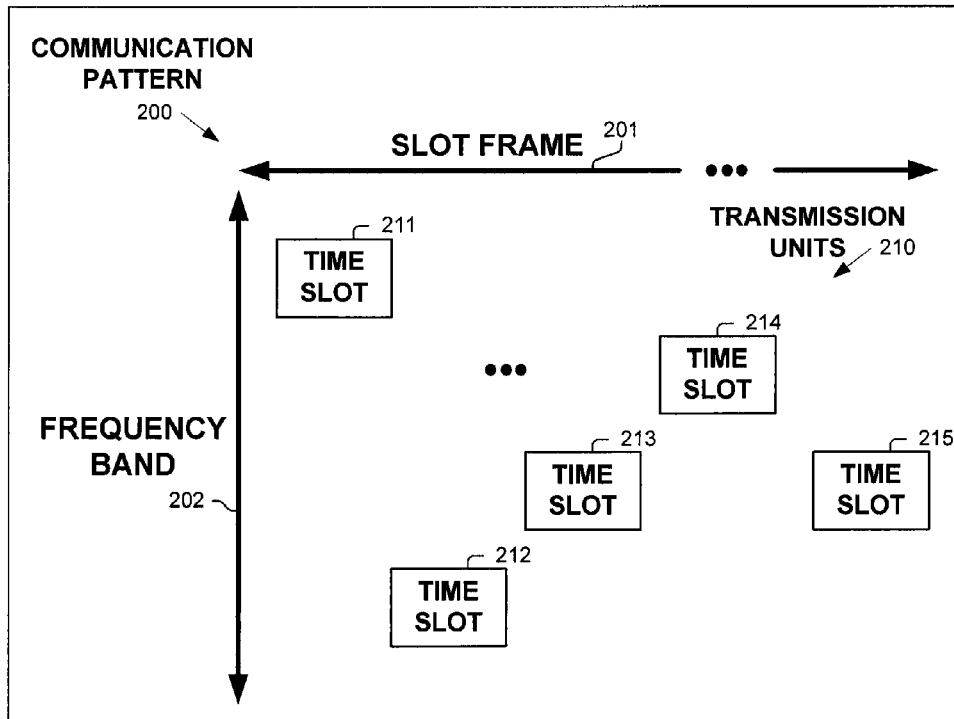 COMMUNICATION
PATTERN
200
SLOT FRAME
201
TRANSMISSION
UNITS
210
211
TIME
SLOT
214
TIME
SLOT
FREQUENCY
BAND
202
213
TIME
SLOT
215
TIME
SLOT
212
TIME
SLOT